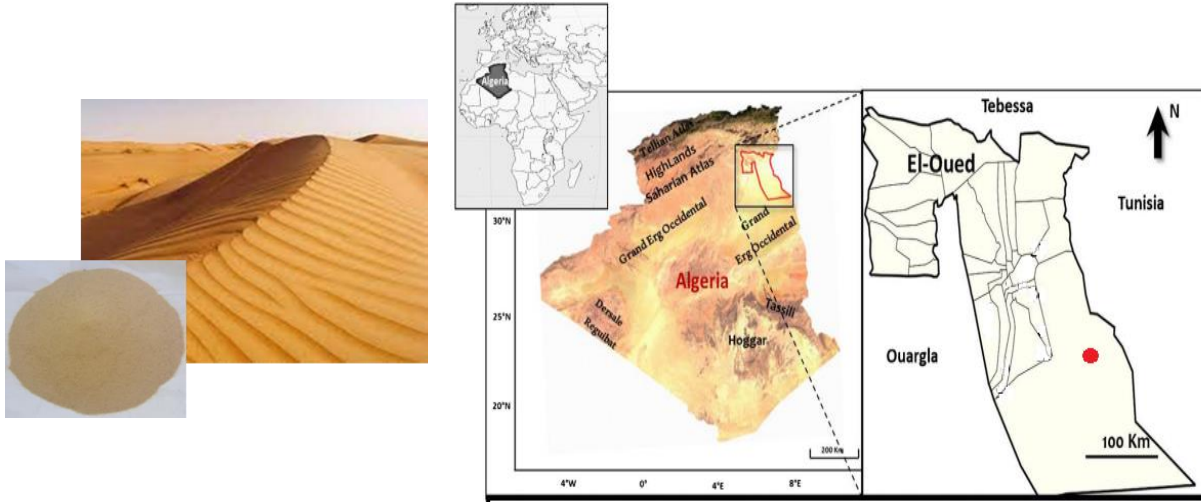 Algeria
Tellian Atlas
HighLands
Saharian Atlas
Grand Erg Occidental
Grand
Erg Occidental
Algeria
Dersale
Reguibat
Tassili
Hoggar
30°N
25°N
20°N
4°W
0°
4°E
8°E
200 Km
Tebessa
N
El-Oued
Tunisia
Ouargla
100 Km